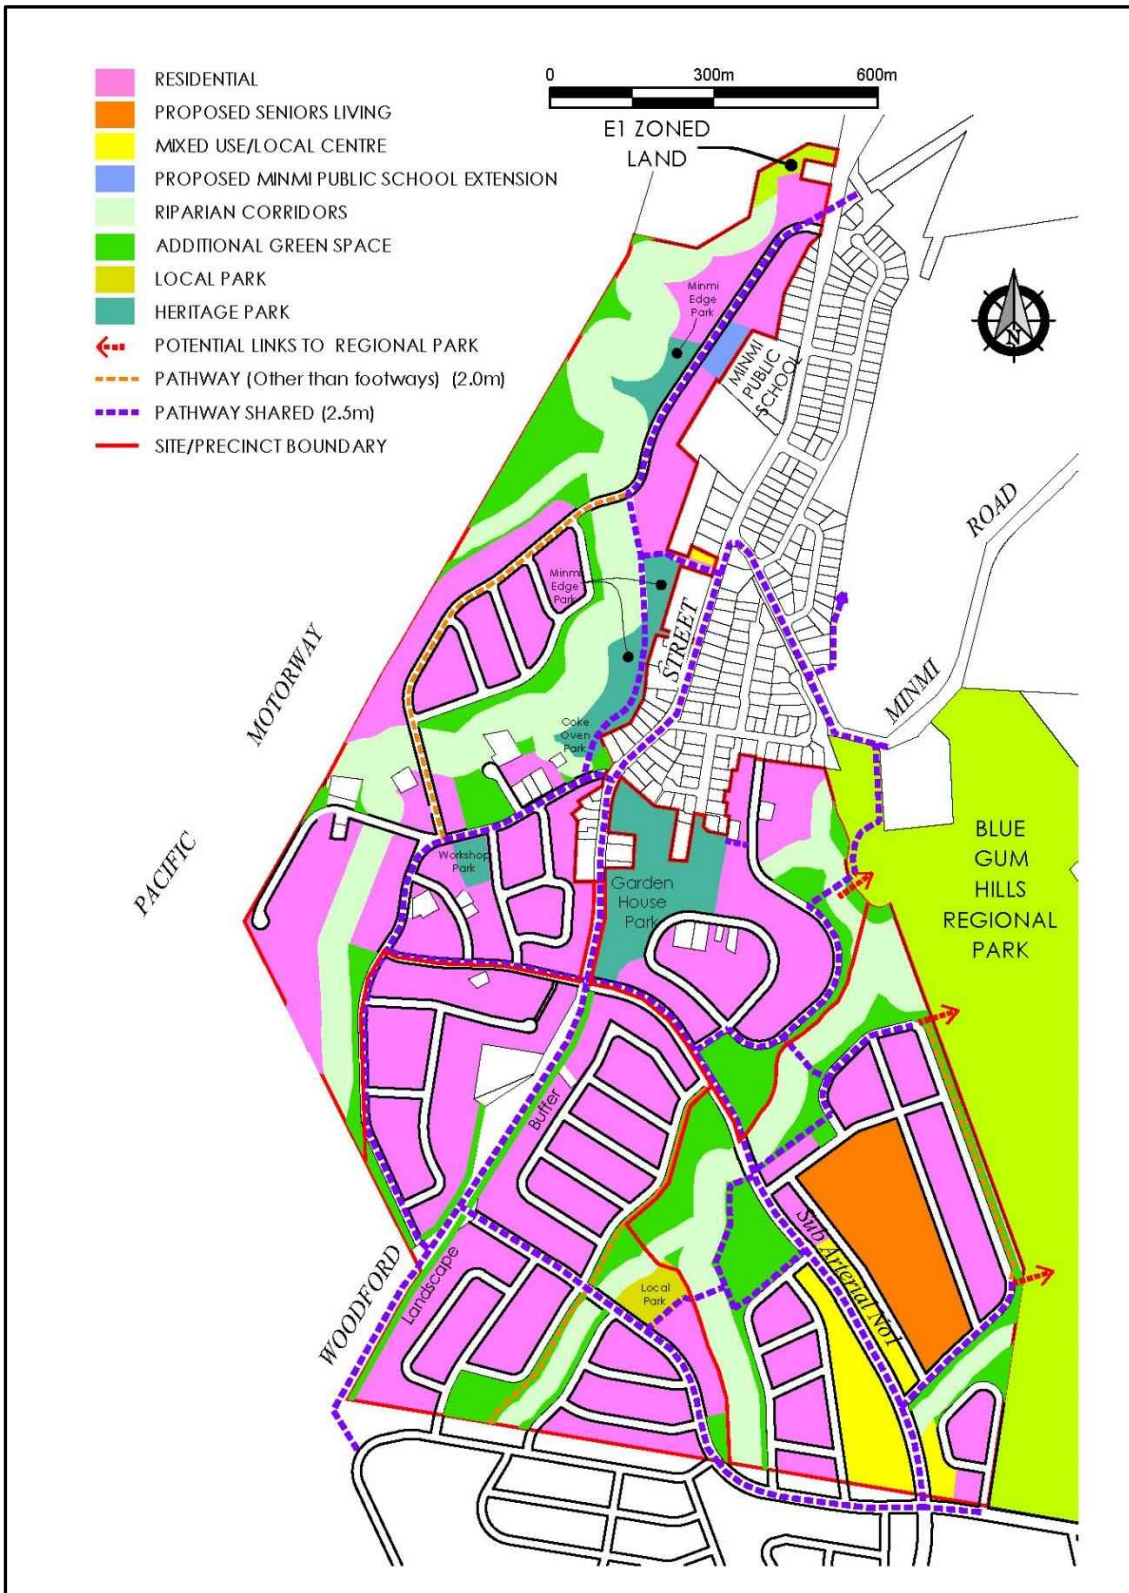 RESIDENTIAL
PROPOSED SENIORS LIVING
MIXED USE/LOCAL CENTRE
PROPOSED MINMI PUBLIC SCHOOL EXTENSION
RIPARIAN CORRIDORS
ADDITIONAL GREEN SPACE
LOCAL PARK
HERITAGE PARK
POTENTIAL LINKS TO REGIONAL PARK
PATHWAY (Other than footways) (2.0m)
PATHWAY SHARED (2.5m)
SITE/PRECINCT BOUNDARY
0 300m 600m
E1 ZONED
LAND
N
Minmi
Edge
Park
MINMI
PUBLIC
SCHOOL
ROAD
MINMI
Minmi
Edge
Park
STREET
MOTORWAY
PACIFIC
Coke
Oven
Park
Workshop
Park
Garden
House
Park
BLUE
GUM
HILLS
REGIONAL
PARK
Buffer
Landscape
WOODFORD
Local
Park
Sub Arterial No1